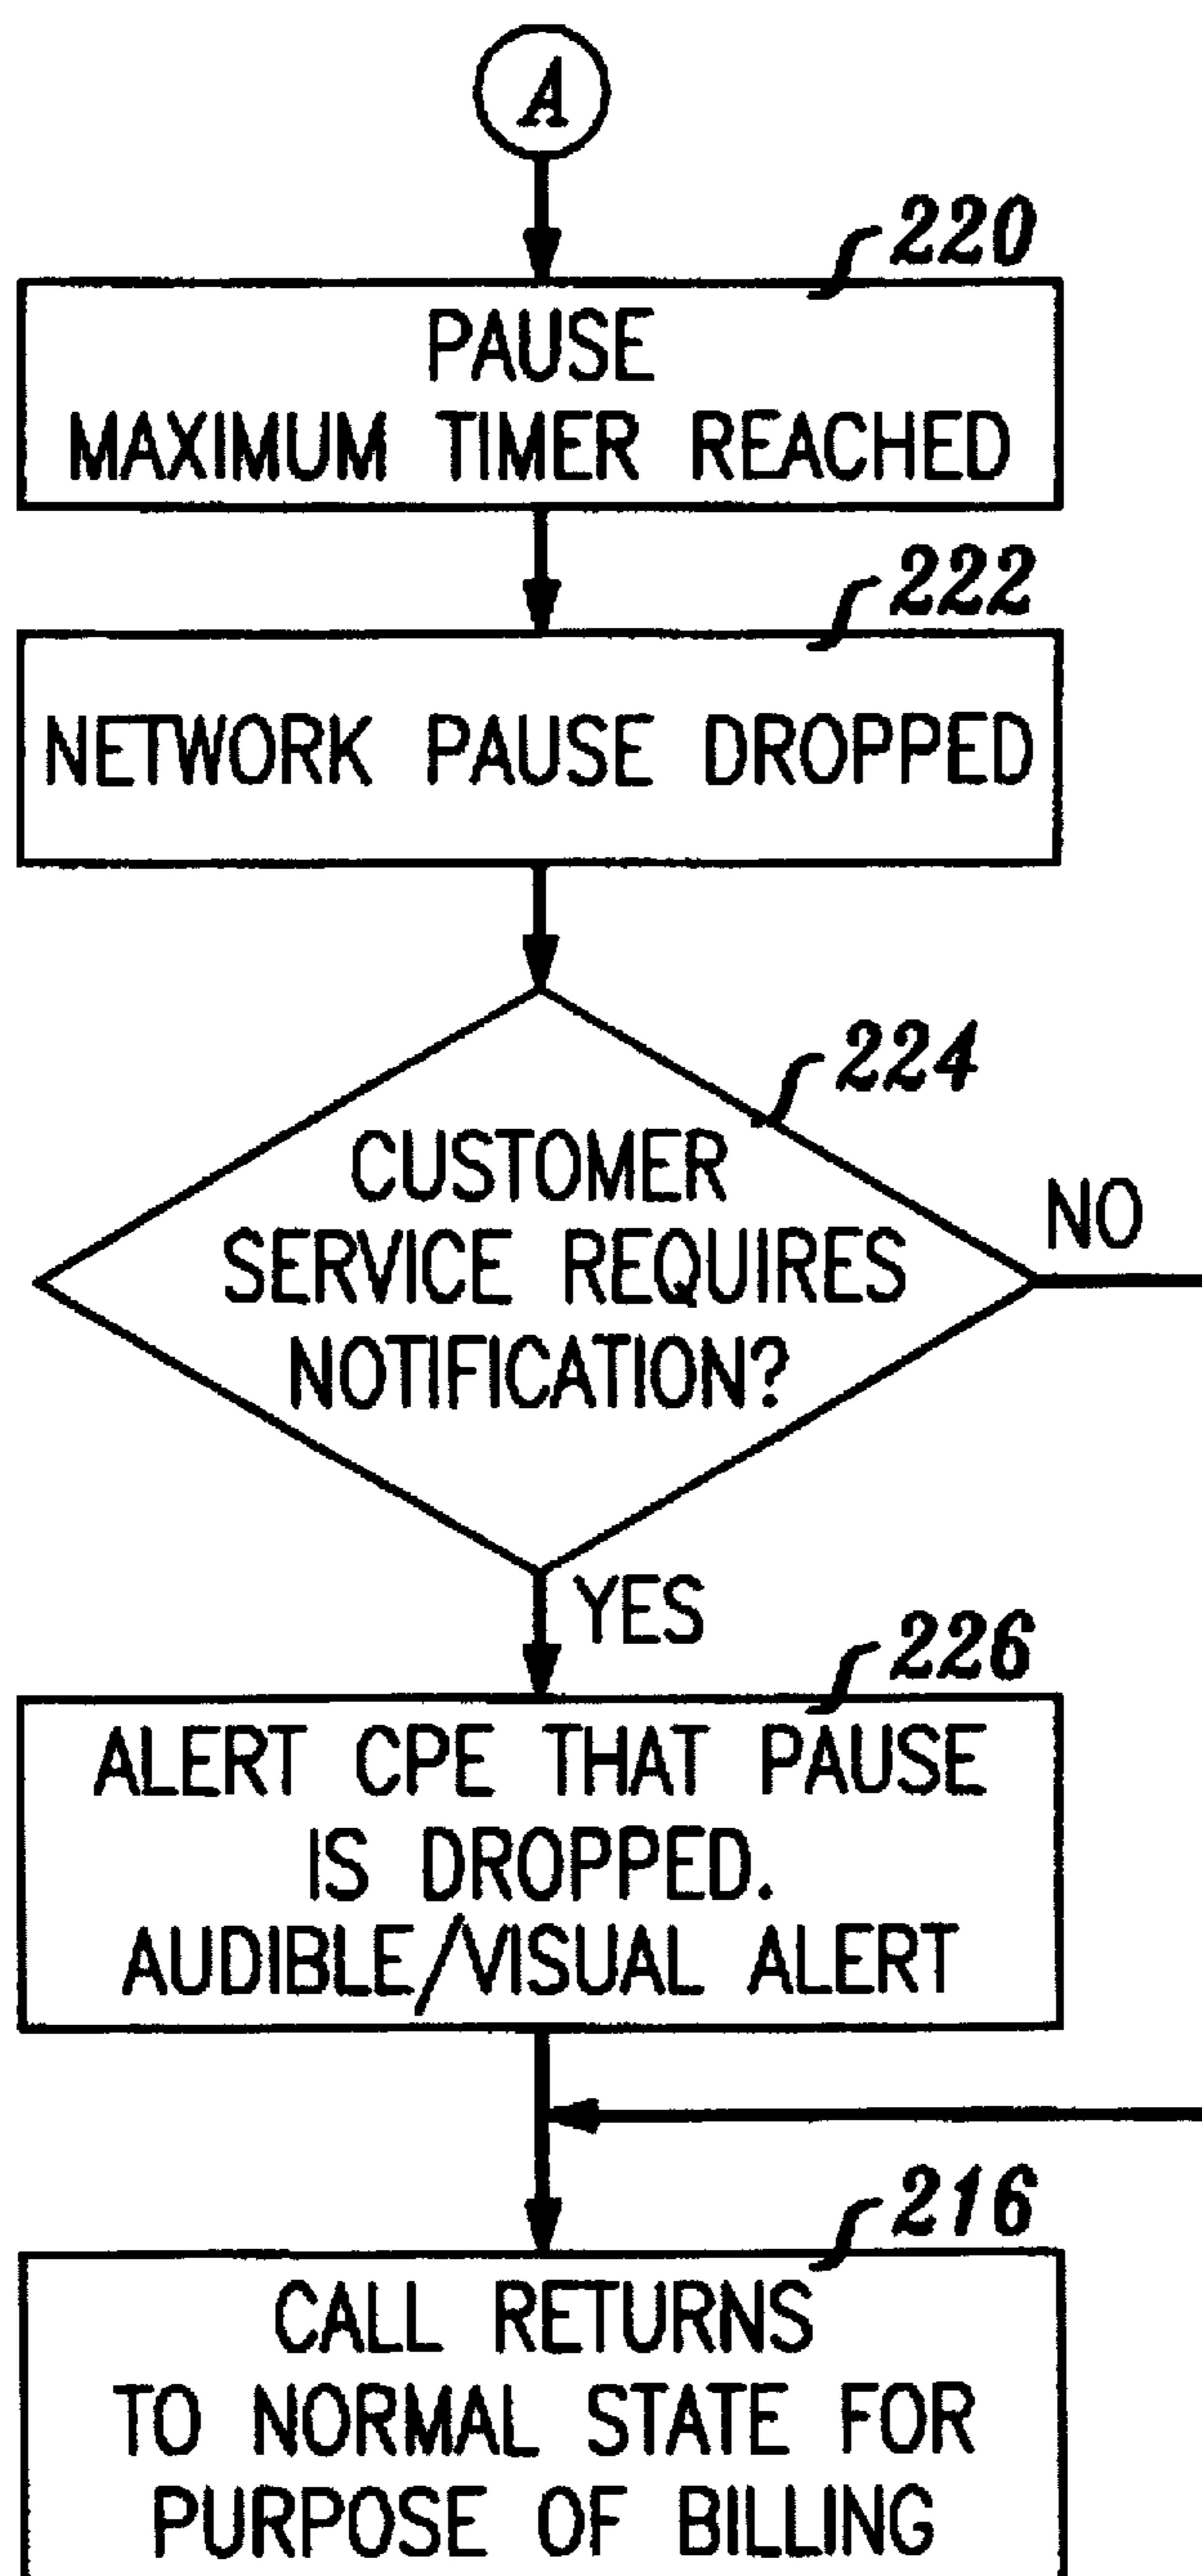 A
220
PAUSE
MAXIMUM TIMER REACHED
222
NETWORK PAUSE DROPPED
224
CUSTOMER
SERVICE REQUIRES
NOTIFICATION?
NO
YES
226
ALERT CPE THAT PAUSE
IS DROPPED.
AUDIBLE/VISUAL ALERT
216
CALL RETURNS
TO NORMAL STATE FOR
PURPOSE OF BILLING